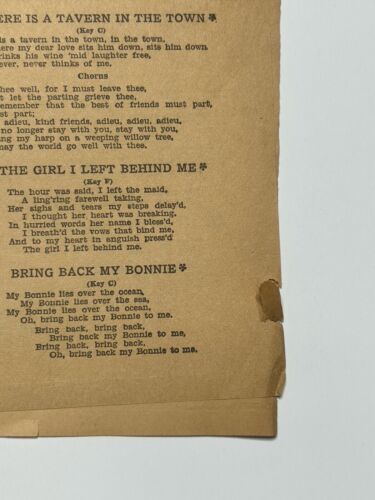 ERE IS A TAVERN IN THE TOWN
(Key C)
is a tavern in the town, in the town,
ere my dear love sits him down, sits him down
rinks his wine 'mid laughter free,
ever, never thinks of me.
Chorus
hee well, for I must leave thee,
t let the parting grieve thee,
emember that the best of friends must part,
st part;
adieu, kind friends, adieu, adieu,
no longer stay with you, stay with you,
ng my harp on a weeping willow tree,
may the world go well with thee.
THE GIRL I LEFT BEHIND ME
(Key F)
The hour was said, I left the maid,
A ling'ring farewell taking,
Her sighs and tears my steps delay'd,
I thought her heart was breaking.
In hurried words her name I bless'd,
I breath'd the vows that bind me,
And to my heart in enguish press'd
The girl I left behind me.
BRING BACK MY BONNIE
(Key C)
My Bonnie lies over the ocean,
My Bonnie lies over the sea,
My Bonnie lies over the ocean,
Oh, bring back my Bonnie to me.
Bring back, bring back,
Bring back my Bonnie to me,
Bring back, bring back,
Oh, bring back my Bonnie to me.